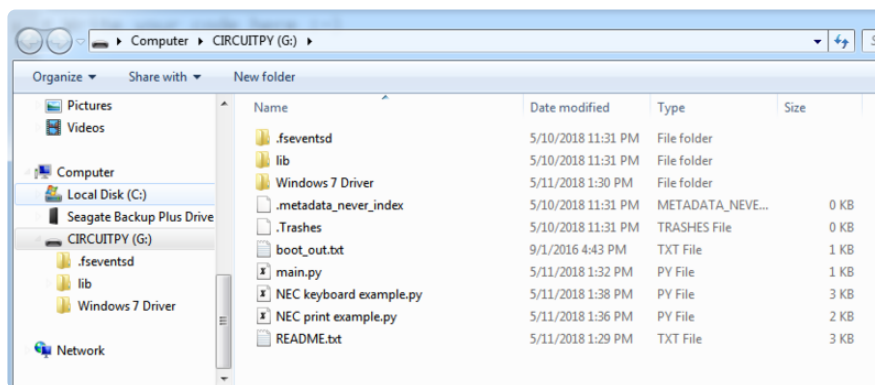 Computer CIRCUITPY (G:)
Organize Share with New folder
Pictures
Videos
Computer
Local Disk (C:)
Seagate Backup Plus Drive
CIRCUITPY (G:)
.fseventsd
lib
Windows 7 Driver
Network
Name Date modified Type Size
.fseventsd 5/10/2018 11:31 PM File folder
lib 5/10/2018 11:31 PM File folder
Windows 7 Driver 5/11/2018 1:30 PM File folder
.metadata_never_index 5/10/2018 11:31 PM METADATA_NEVE... 0 KB
.Trashes 5/10/2018 11:31 PM TRASHES File 0 KB
boot_out.txt 9/1/2016 4:43 PM TXT File 1 KB
main.py 5/11/2018 1:32 PM PY File 1 KB
NEC keyboard example.py 5/11/2018 1:38 PM PY File 3 KB
NEC print example.py 5/11/2018 1:36 PM PY File 2 KB
README.txt 5/11/2018 1:29 PM TXT File 3 KB